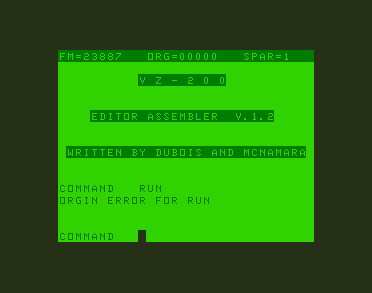 FM=23887 ORG=00000 SPAR=1
V Z - 2 0 0
EDITOR ASSEMBLER V.1.2
WRITTEN BY DUBOIS AND MCNAMARA
COMMAND RUN
ORGIN ERROR FOR RUN
COMMAND